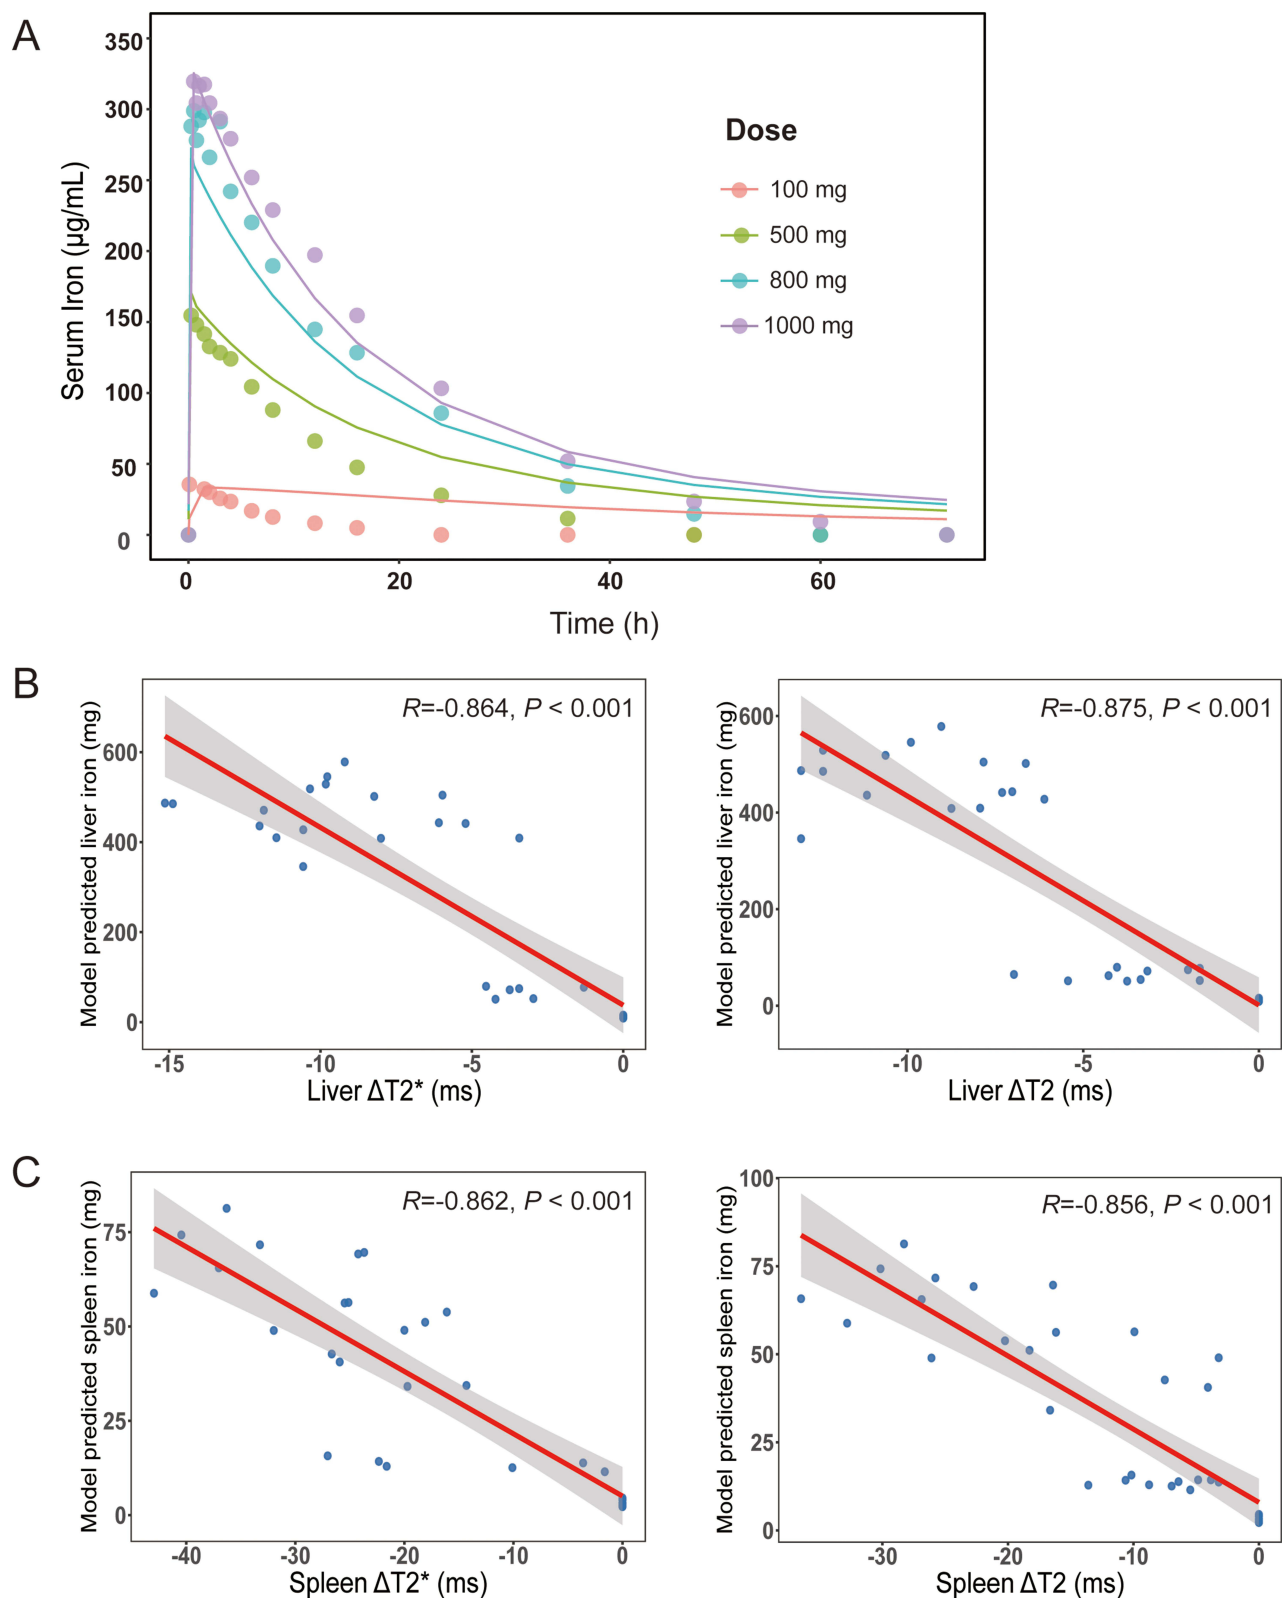 A
350
300
250
200
150
100
50
0
Serum Iron (µg/mL)
0 20 40 60
Time (h)
Dose
100 mg
500 mg
800 mg
1000 mg
B
R=-0.864, P < 0.001
Model predicted liver iron (mg)
600
400
200
0
-15 -10 -5 0
Liver ΔT2* (ms)
R=-0.875, P < 0.001
Model predicted liver iron (mg)
600
400
200
0
-10 -5 0
Liver ΔT2 (ms)
C
R=-0.862, P < 0.001
Model predicted spleen iron (mg)
75
50
25
0
-40 -30 -20 -10 0
Spleen ΔT2* (ms)
R=-0.856, P < 0.001
Model predicted spleen iron (mg)
100
75
50
25
0
-30 -20 -10 0
Spleen ΔT2 (ms)